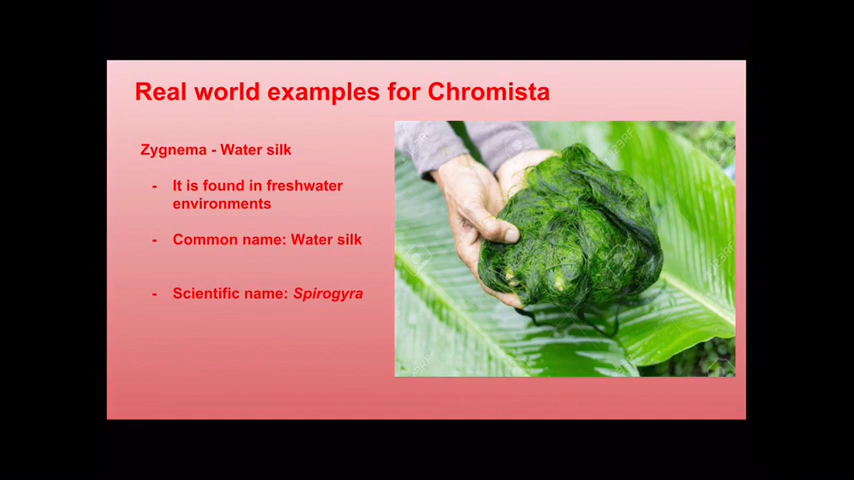 Real world examples for Chromista
Zygnema - Water silk
- It is found in freshwater
environments
- Common name: Water silk
- Scientific name: Spirogyra